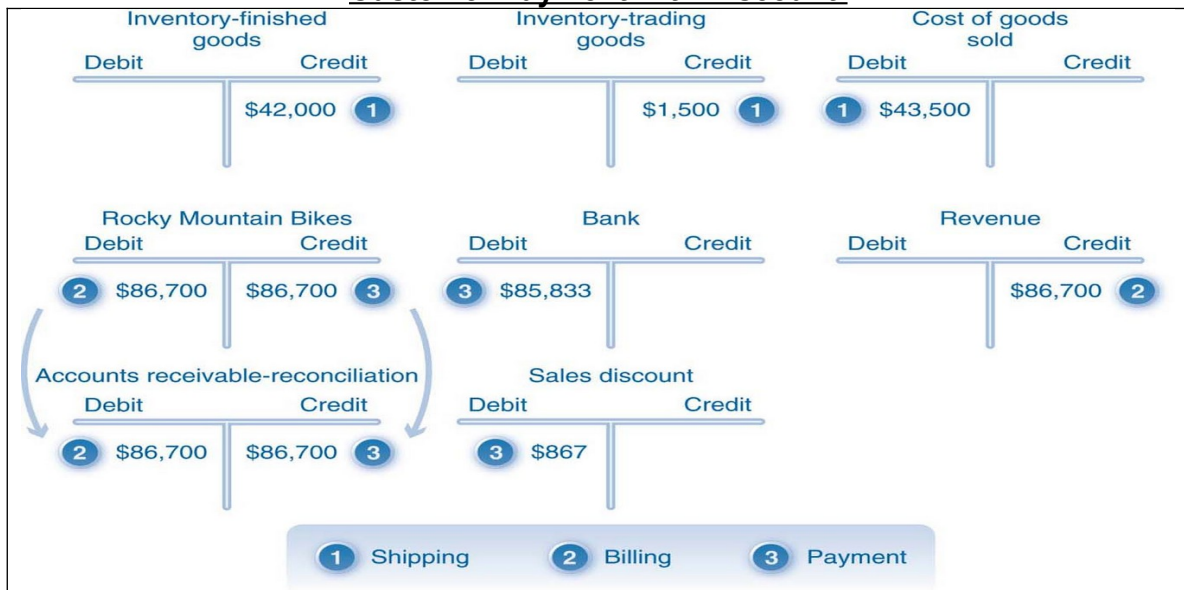 Inventory-finished goods
Debit Credit
$42,000 1
Inventory-trading goods
Debit Credit
$1,500 1
Cost of goods sold
Debit Credit
1 $43,500
Rocky Mountain Bikes
Debit Credit
2 $86,700 $86,700 3
Bank
Debit Credit
3 $85,833
Revenue
Debit Credit
$86,700 2
Accounts receivable-reconciliation
Debit Credit
2 $86,700 $86,700 3
Sales discount
Debit Credit
3 $867
1 Shipping 2 Billing 3 Payment